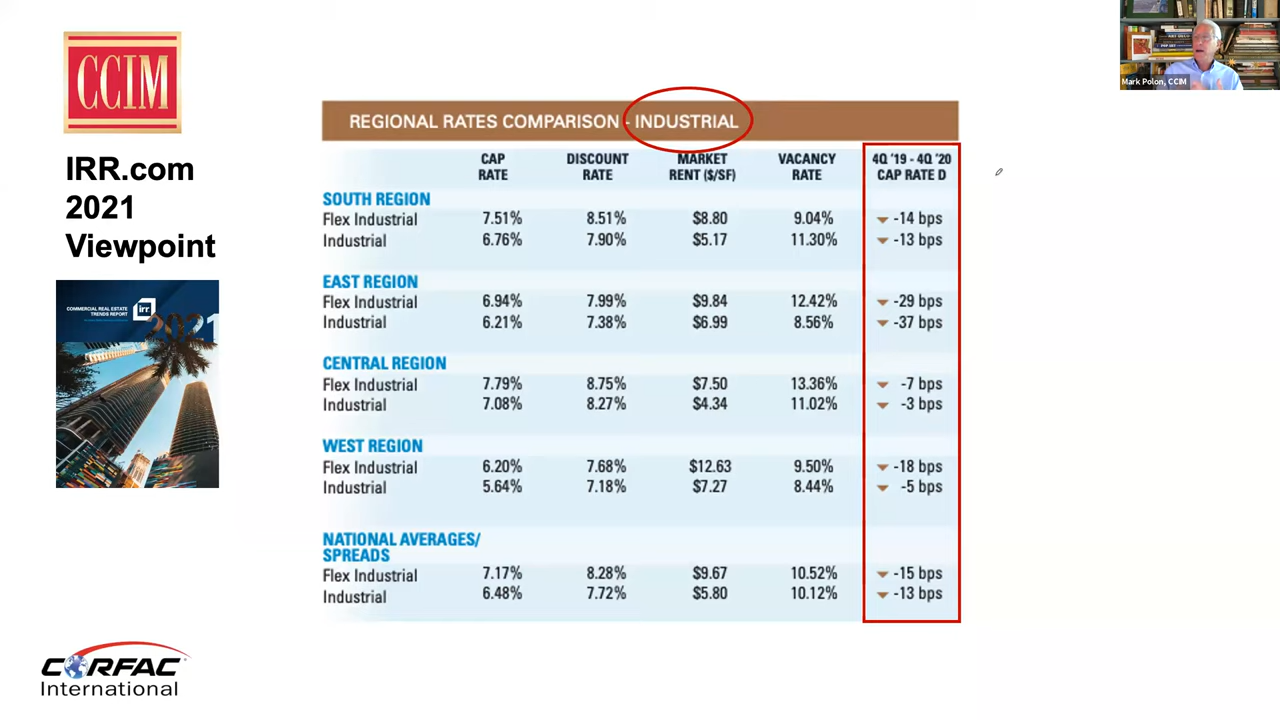 CCIM
IRR.com
2021
Viewpoint
COMMERCIAL REAL ESTATE
TRENDS REPORT
irr
2021
CORFAC
International
REGIONAL RATES COMPARISON - INDUSTRIAL
CAP RATE DISCOUNT RATE MARKET RENT ($/SF) VACANCY RATE 4Q '19 - 4Q '20 CAP RATE D
SOUTH REGION
Flex Industrial 7.51% 8.51% $8.80 9.04% -14 bps
Industrial 6.76% 7.90% $5.17 11.30% -13 bps
EAST REGION
Flex Industrial 6.94% 7.99% $9.84 12.42% -29 bps
Industrial 6.21% 7.38% $6.99 8.56% -37 bps
CENTRAL REGION
Flex Industrial 7.79% 8.75% $7.50 13.36% -7 bps
Industrial 7.08% 8.27% $4.34 11.02% -3 bps
WEST REGION
Flex Industrial 6.20% 7.68% $12.63 9.50% -18 bps
Industrial 5.64% 7.18% $7.27 8.44% -5 bps
NATIONAL AVERAGES/
SPREADS
Flex Industrial 7.17% 8.28% $9.67 10.52% -15 bps
Industrial 6.48% 7.72% $5.80 10.12% -13 bps
Mark Polon, CCIM